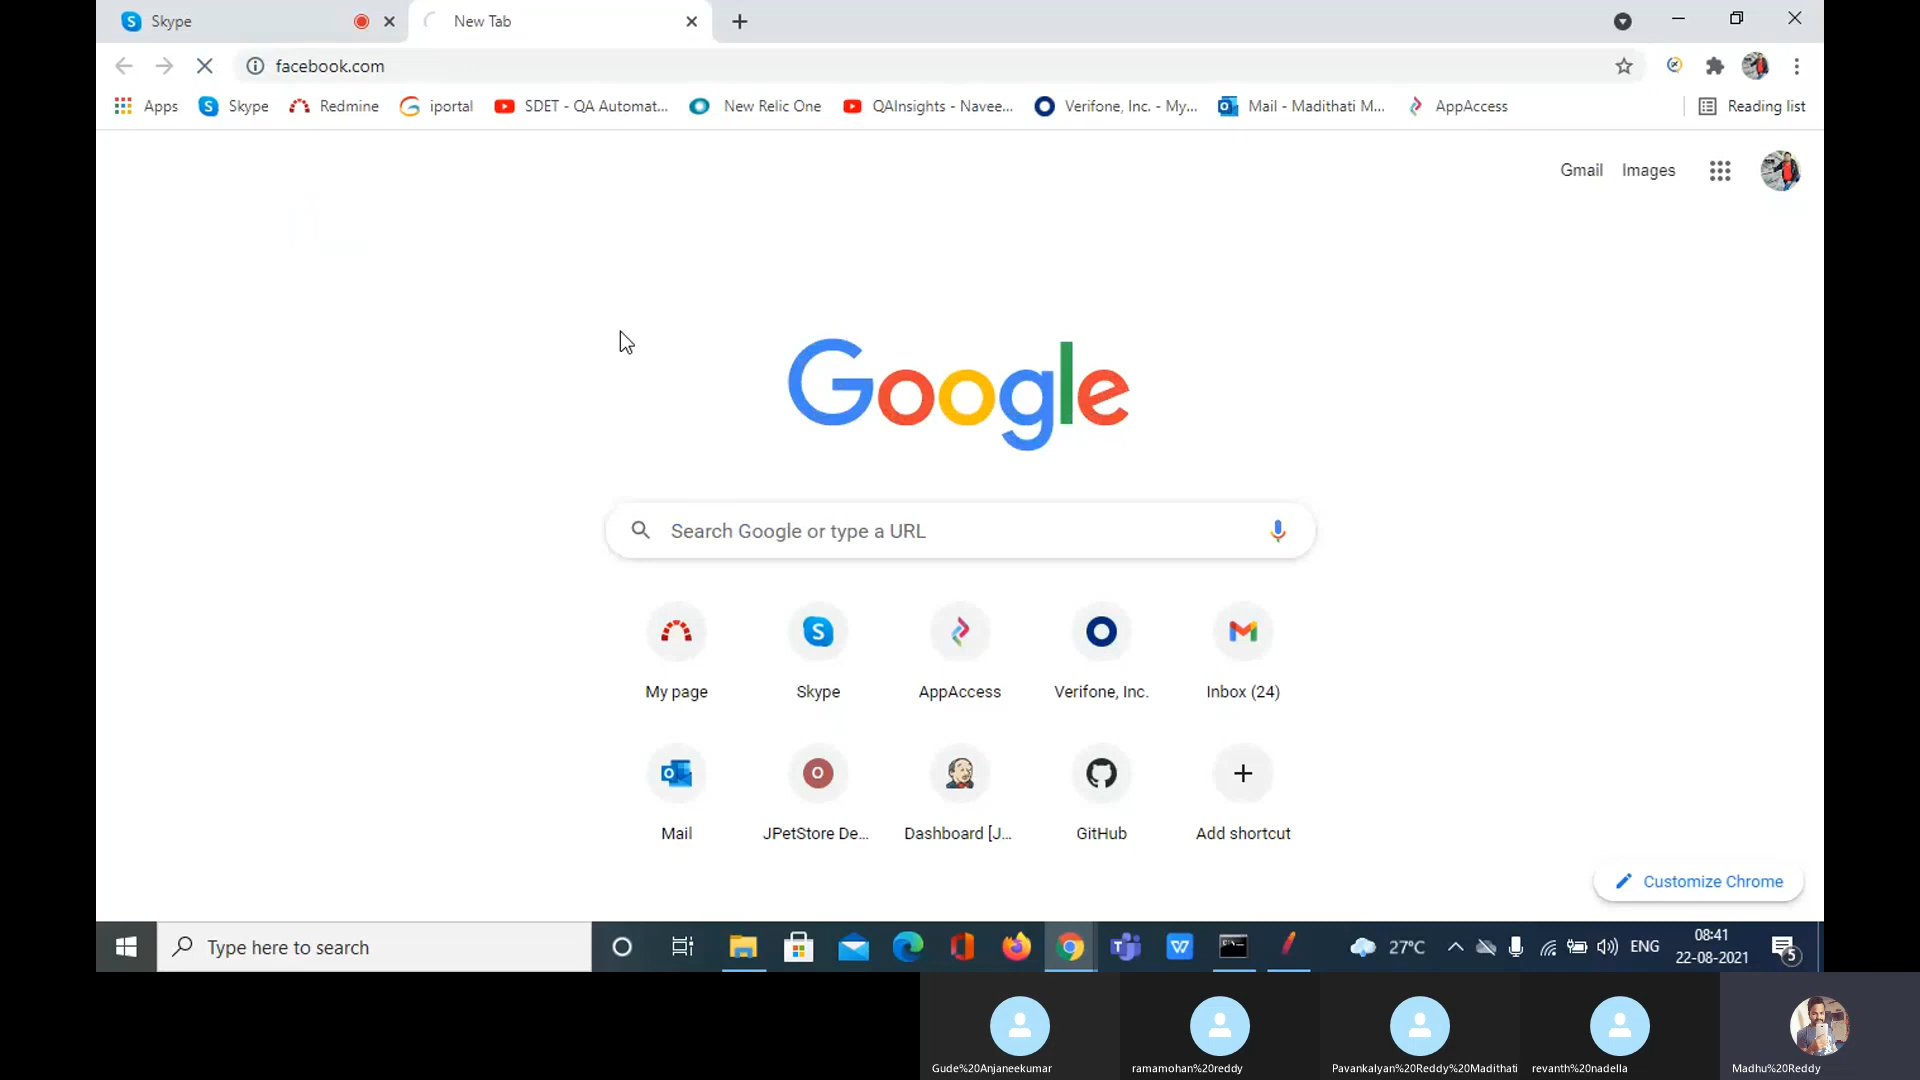 Skype
New Tab
facebook.com
Apps
Skype
Redmine
iportal
SDET - QA Automat...
New Relic One
QAInsights - Navee...
Verifone, Inc. - My...
Mail - Madithati M...
AppAccess
Reading list
Gmail
Images
Google
Search Google or type a URL
My page
Skype
AppAccess
Verifone, Inc.
Inbox (24)
Mail
JPetStore De...
Dashboard [J...
GitHub
Add shortcut
Customize Chrome
Type here to search
27°C
ENG
08:41
22-08-2021
5
Gude%20Anjaneekumar
ramamohan%20reddy
Pavankalyan%20Reddy%20Madithati
revanth%20nadella
Madhu%20Reddy